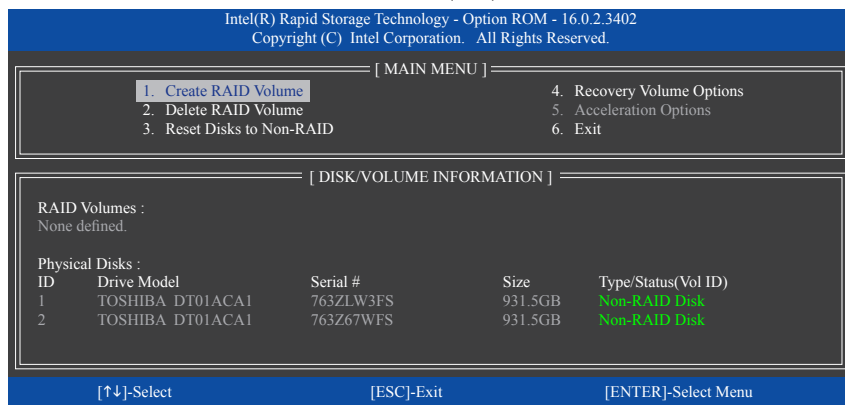 Intel(R) Rapid Storage Technology - Option ROM - 16.0.2.3402
Copyright (C) Intel Corporation. All Rights Reserved.
[ MAIN MENU ]
1. Create RAID Volume
2. Delete RAID Volume
3. Reset Disks to Non-RAID
4. Recovery Volume Options
5. Acceleration Options
6. Exit
[ DISK/VOLUME INFORMATION ]
RAID Volumes :
None defined.
Physical Disks :
ID Drive Model Serial # Size Type/Status(Vol ID)
1 TOSHIBA DT01ACA1 763ZLW3FS 931.5GB Non-RAID Disk
2 TOSHIBA DT01ACA1 763Z67WFS 931.5GB Non-RAID Disk
[↑↓]-Select [ESC]-Exit [ENTER]-Select Menu